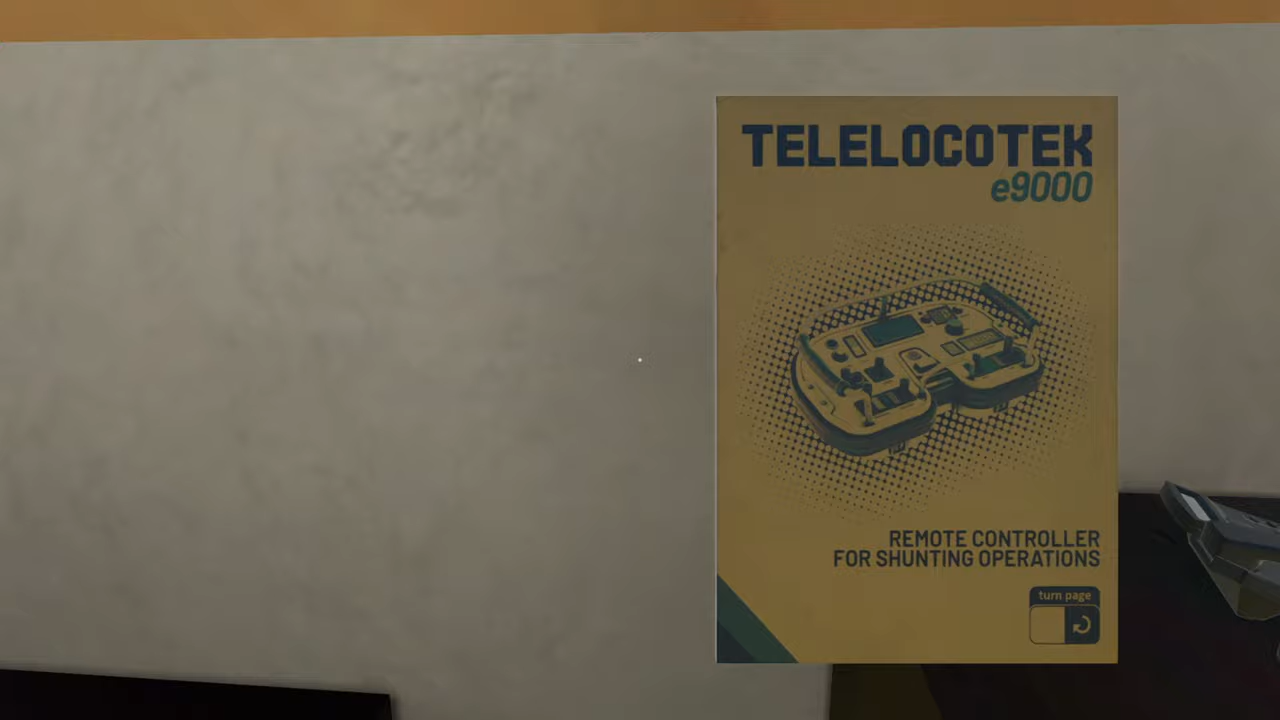 TELELOCOTEK
e9000
REMOTE CONTROLLER
FOR SHUNTING OPERATIONS
turn page